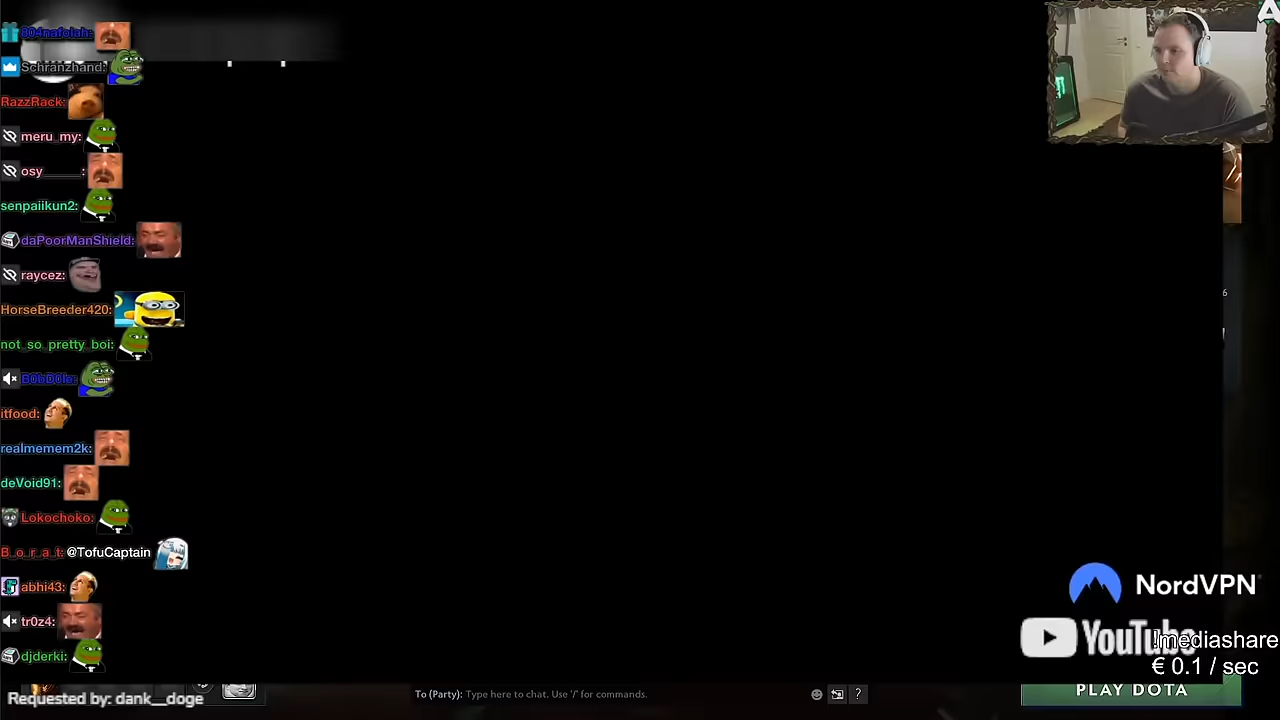 804nafoiah:
Schranzhand:
RazzRack:
meru_my:
osy_____:
senpaiikun2:
daPoorManShield:
raycez:
HorseBreeder420:
not_so_pretty_boi:
B0bD0le:
itfood:
realmemem2k:
deVoid91:
Lokochoko:
B_o_r_a_t: @TofuCaptain
abhi43:
tr0z4:
djderki:
Requested by: dank__doge
To (Party): Type here to chat. Use '/' for commands.
?
NordVPN
YouTube
!mediashare
€ 0.1 / sec
PLAY DOTA